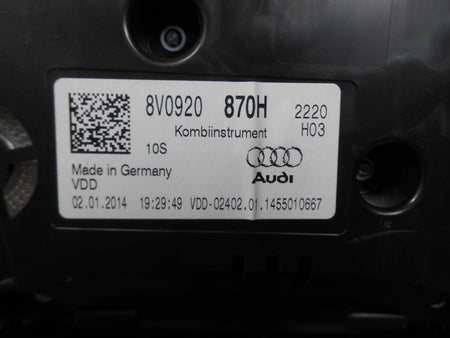 8V0920 870H 2220
Kombiinstrument H03
10S
Audi
Made in Germany
VDD
02.01.2014 19:29:49 VDD-02402.01.1455010667